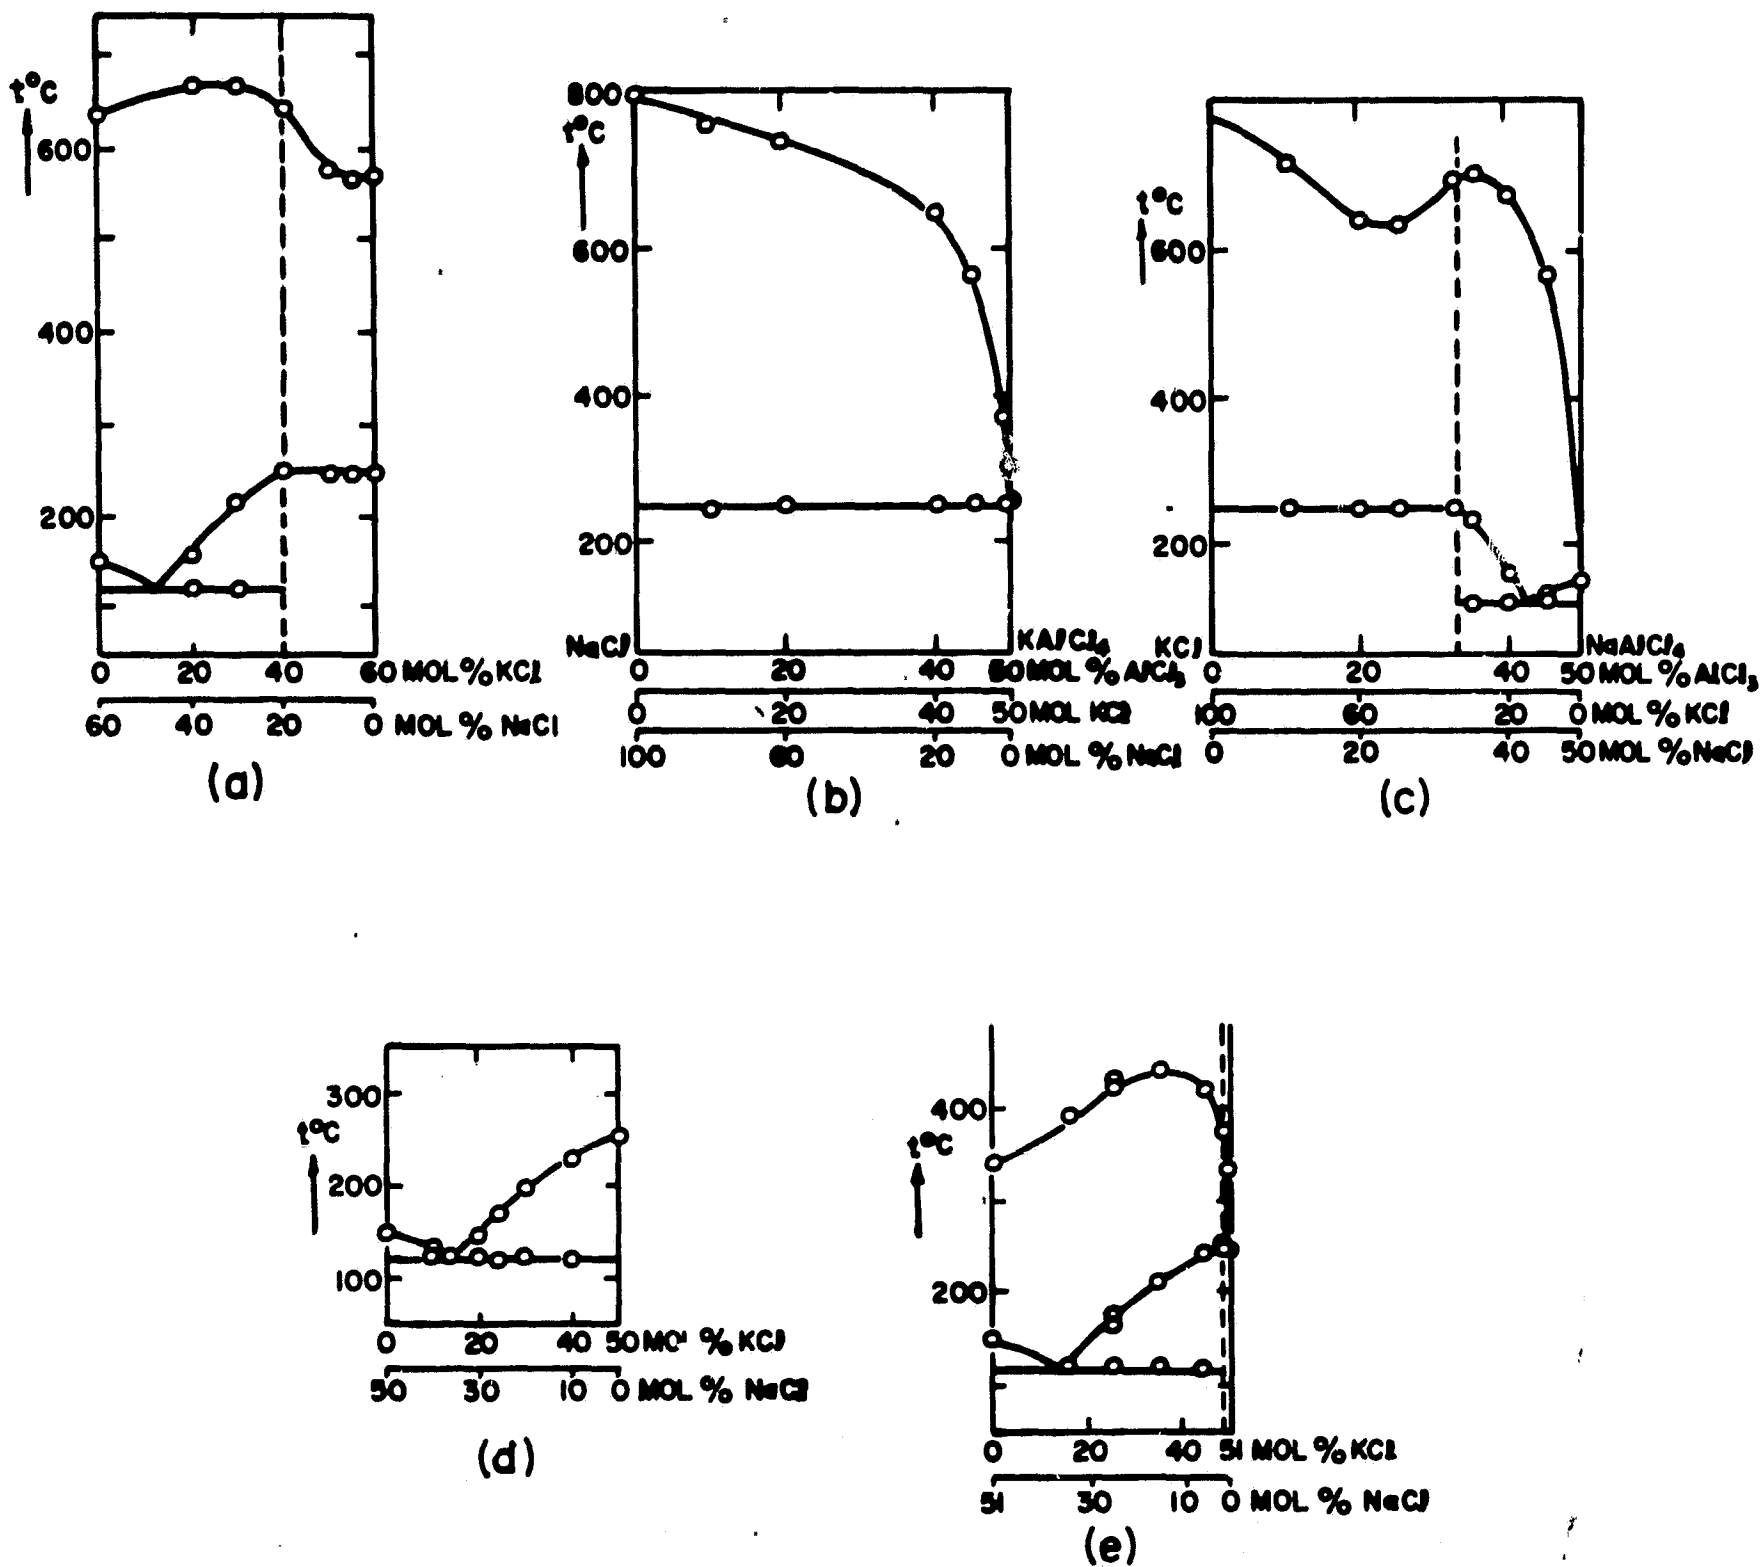 t°C
600
400
200
0 20 40 60 MOL % KCl
60 40 20 0 MOL % NaCl
(a)
800
t°C
600
400
200
NaCl KAlCl4
0 20 40 50 MOL % AlCl3
0 20 40 50 MOL KCl
100 60 20 0 MOL % NaCl
(b)
t°C
600
400
200
KCl NaAlCl4
0 20 40 50 MOL % AlCl3
100 60 20 0 MOL % KCl
0 20 40 50 MOL % NaCl
(c)
300
t°C
200
100
0 20 40 50 MO' % KCl
50 30 10 0 MOL % NaCl
(d)
400
t°C
200
0 20 40 51 MOL % KCl
51 30 10 0 MOL % NaCl
(e)